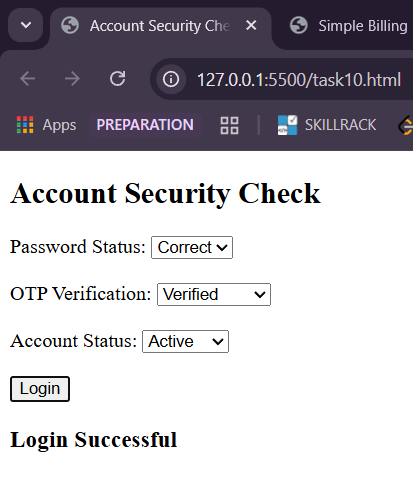 Account Security Che
Simple Billing
127.0.0.1:5500/task10.html
Apps PREPARATION SKILLRACK
Account Security Check
Password Status: Correct
OTP Verification: Verified
Account Status: Active
Login
Login Successful